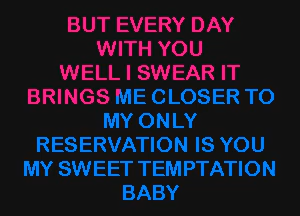 BUT EVERY DAY
WITH YOU
WELL I SWEAR IT
BRINGS ME CLOSER TO
MY ONLY
RESERVATION IS YOU
MY SWEET TEMPTATION
BABY